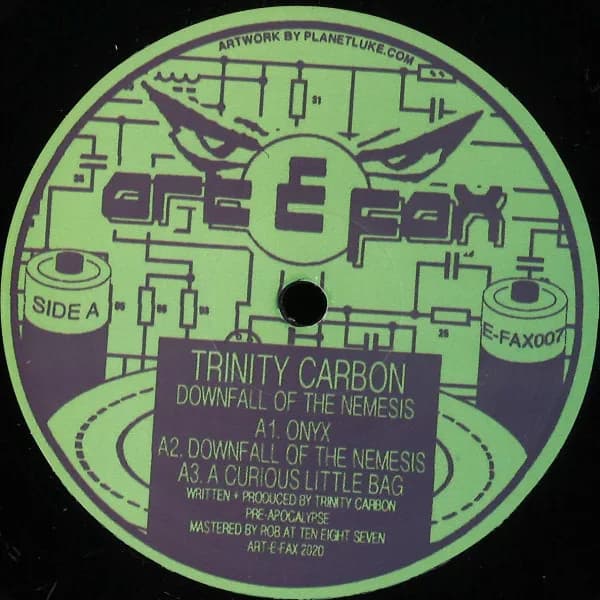 ARTWORK BY PLANETLUKE.COM
ART E FAX
SIDE A
E-FAX007
S1
25
TRINITY CARBON
DOWNFALL OF THE NEMESIS
A1. ONYX
A2. DOWNFALL OF THE NEMESIS
A3. A CURIOUS LITTLE BAG
WRITTEN + PRODUCED BY TRINITY CARBON
PRE-APOCALYPSE
MASTERED BY ROB AT TEN EIGHT SEVEN
ART-E-FAX 2020